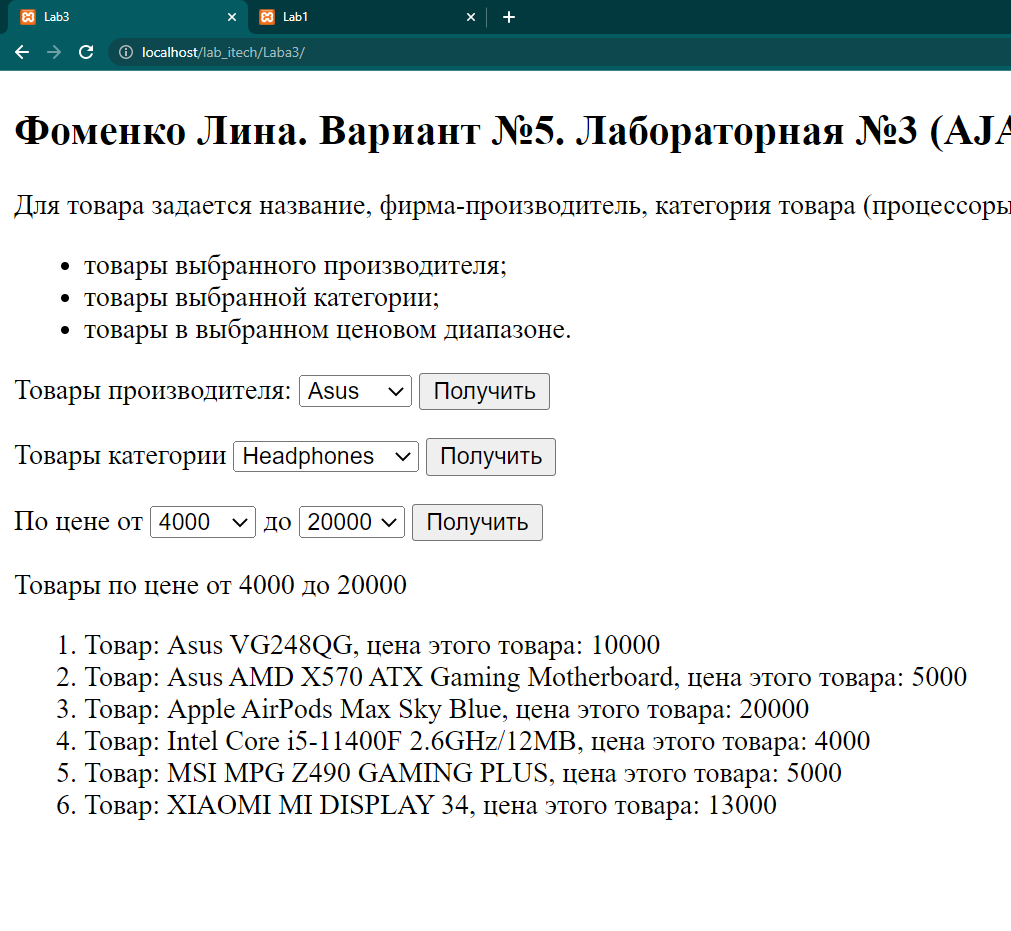 Lab3
Lab1
localhost/lab_itech/Laba3/
Фоменко Лина. Вариант №5. Лабораторная №3 (AJA
Для товара задается название, фирма-производитель, категория товара (процессоры
• товары выбранного производителя;
• товары выбранной категории;
• товары в выбранном ценовом диапазоне.
Товары производителя: Asus Получить
Товары категории Headphones Получить
По цене от 4000 до 20000 Получить
Товары по цене от 4000 до 20000
1. Товар: Asus VG248QG, цена этого товара: 10000
2. Товар: Asus AMD X570 ATX Gaming Motherboard, цена этого товара: 5000
3. Товар: Apple AirPods Max Sky Blue, цена этого товара: 20000
4. Товар: Intel Core i5-11400F 2.6GHz/12MB, цена этого товара: 4000
5. Товар: MSI MPG Z490 GAMING PLUS, цена этого товара: 5000
6. Товар: XIAOMI MI DISPLAY 34, цена этого товара: 13000